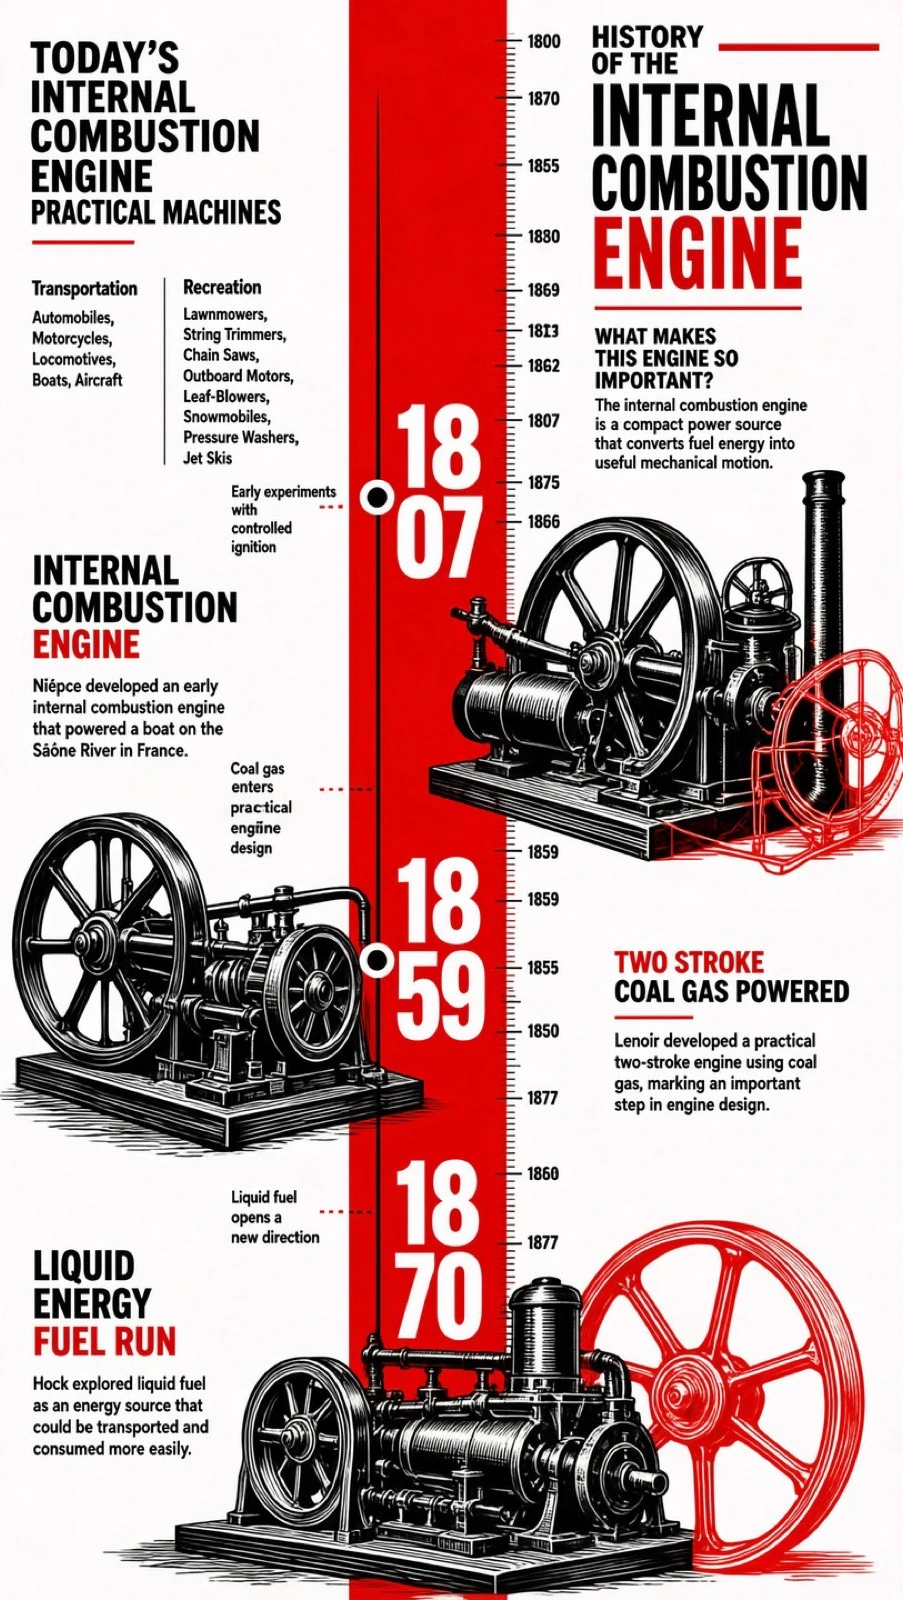 TODAY'S
INTERNAL
COMBUSTION
ENGINE
PRACTICAL MACHINES
Transportation
Automobiles,
Motorcycles,
Locomotives,
Boats, Aircraft
Recreation
Lawnmowers,
String Trimmers,
Chain Saws,
Outboard Motors,
Leaf-Blowers,
Snowmobiles,
Pressure Washers,
Jet Skis
HISTORY
OF THE
INTERNAL
COMBUSTION
ENGINE
WHAT MAKES
THIS ENGINE SO
IMPORTANT?
The internal combustion engine
is a compact power source
that converts fuel energy into
useful mechanical motion.
1800
1870
1855
1830
1869
1813
1862
1807
1875
1866
18
07
Early experiments
with
controlled
ignition
INTERNAL
COMBUSTION
ENGINE
Niépce developed an early
internal combustion engine
that powered a boat on the
Sáône River in France.
Coal gas
enters
practical
engine
design
1859
1859
1855
1850
1877
1860
1877
18
59
TWO STROKE
COAL GAS POWERED
Lenoir developed a practical
two-stroke engine using coal
gas, marking an important
step in engine design.
Liquid fuel
opens a
new direction
18
70
LIQUID
ENERGY
FUEL RUN
Hock explored liquid fuel
as an energy source that
could be transported and
consumed more easily.